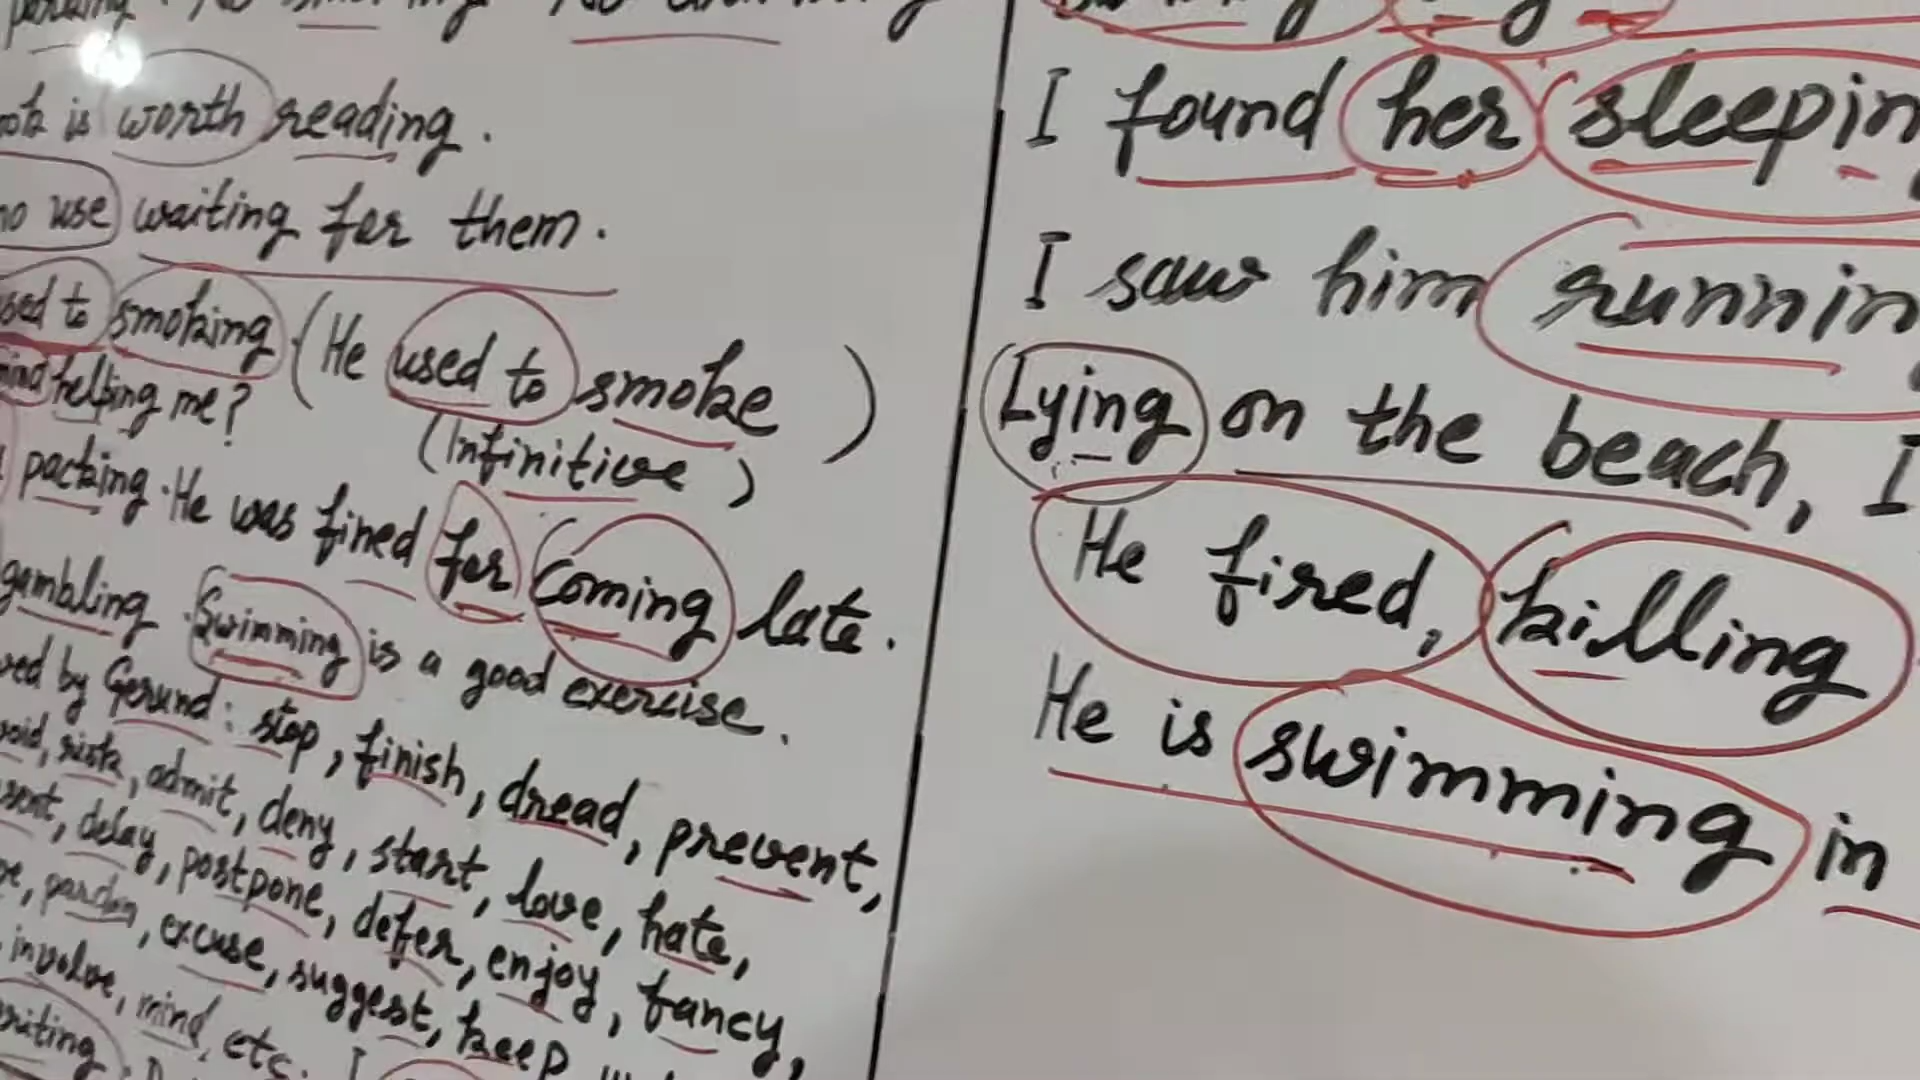 is worth reading.
no use waiting for them.
used to smoking (He used to smoke)
helping me? (Infinitive)
packing. He was fined for coming late.
gambling. Swimming is a good exercise.
by Gerund: stop, finish, dread, prevent,
risk, admit, deny, start, love, hate,
delay, postpone, defer, enjoy, fancy,
pardon, excuse, suggest, keep
involve, mind, etc. I
I found her sleepin
I saw him runnin
Lying on the beach, I
He fired, killing
He is swimming in